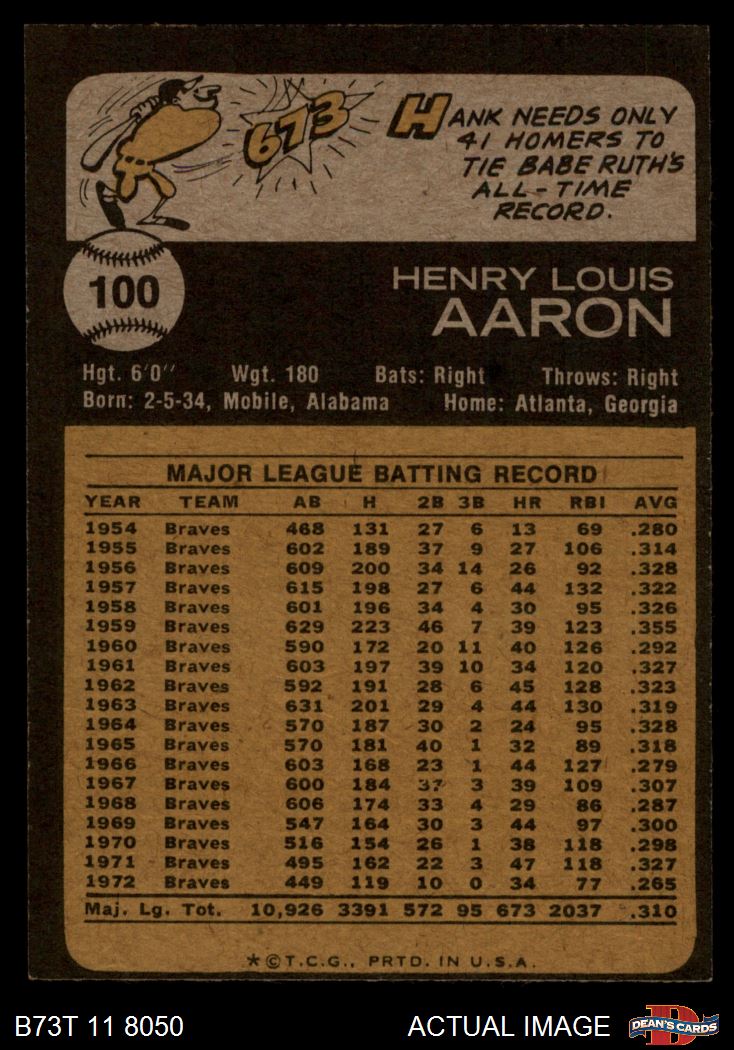 673
HANK NEEDS ONLY
41 HOMERS TO
TIE BABE RUTH'S
ALL-TIME
RECORD.
100
HENRY LOUIS
AARON
Hgt. 6'0" Wgt. 180 Bats: Right Throws: Right
Born: 2-5-34, Mobile, Alabama Home: Atlanta, Georgia
MAJOR LEAGUE BATTING RECORD
YEAR TEAM AB H 2B 3B HR RBI AVG
1954 Braves 468 131 27 6 13 69 .280
1955 Braves 602 189 37 9 27 106 .314
1956 Braves 609 200 34 14 26 92 .328
1957 Braves 615 198 27 6 44 132 .322
1958 Braves 601 196 34 4 30 95 .326
1959 Braves 629 223 46 7 39 123 .355
1960 Braves 590 172 20 11 40 126 .292
1961 Braves 603 197 39 10 34 120 .327
1962 Braves 592 191 28 6 45 128 .323
1963 Braves 631 201 29 4 44 130 .319
1964 Braves 570 187 30 2 24 95 .328
1965 Braves 570 181 40 1 32 89 .318
1966 Braves 603 168 23 1 44 127 .279
1967 Braves 600 184 37 3 39 109 .307
1968 Braves 606 174 33 4 29 86 .287
1969 Braves 547 164 30 3 44 97 .300
1970 Braves 516 154 26 1 38 118 .298
1971 Braves 495 162 22 3 47 118 .327
1972 Braves 449 119 10 0 34 77 .265
Maj. Lg. Tot. 10,926 3391 572 95 673 2037 .310
*©T.C.G., PRTD. IN U.S.A.
B73T 11 8050 ACTUAL IMAGE
D
DEAN'S CARDS